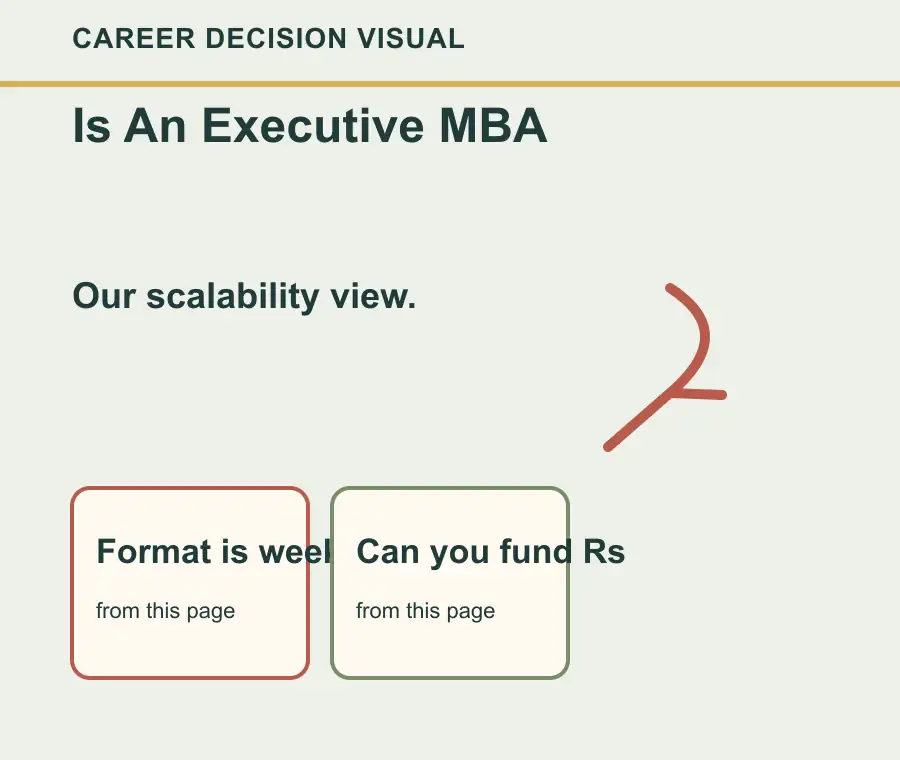 CAREER DECISION VISUAL
Is An Executive MBA
Our scalability view.
Format is
Can you fund Rs
from this page
from this page